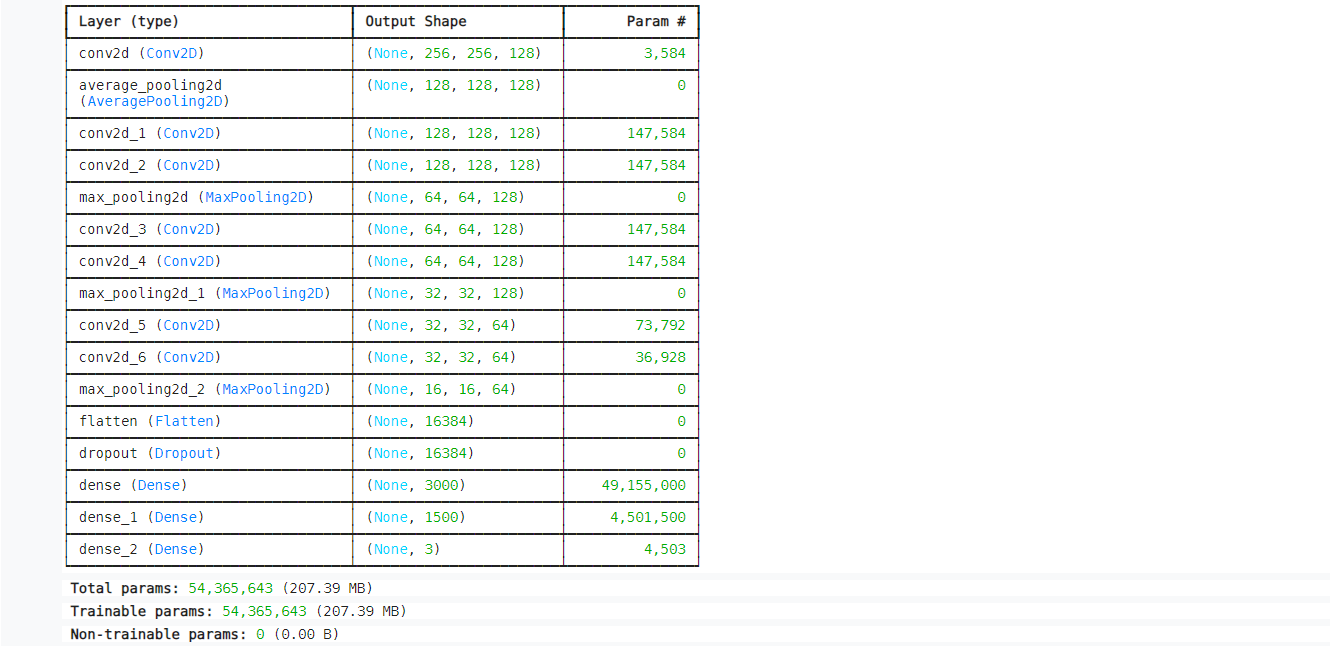 Layer (type) Output Shape Param #
conv2d (Conv2D) (None, 256, 256, 128) 3,584
average_pooling2d (None, 128, 128, 128) 0
(AveragePooling2D)
conv2d_1 (Conv2D) (None, 128, 128, 128) 147,584
conv2d_2 (Conv2D) (None, 128, 128, 128) 147,584
max_pooling2d (MaxPooling2D) (None, 64, 64, 128) 0
conv2d_3 (Conv2D) (None, 64, 64, 128) 147,584
conv2d_4 (Conv2D) (None, 64, 64, 128) 147,584
max_pooling2d_1 (MaxPooling2D) (None, 32, 32, 128) 0
conv2d_5 (Conv2D) (None, 32, 32, 64) 73,792
conv2d_6 (Conv2D) (None, 32, 32, 64) 36,928
max_pooling2d_2 (MaxPooling2D) (None, 16, 16, 64) 0
flatten (Flatten) (None, 16384) 0
dropout (Dropout) (None, 16384) 0
dense (Dense) (None, 3000) 49,155,000
dense_1 (Dense) (None, 1500) 4,501,500
dense_2 (Dense) (None, 3) 4,503
Total params: 54,365,643 (207.39 MB)
Trainable params: 54,365,643 (207.39 MB)
Non-trainable params: 0 (0.00 B)